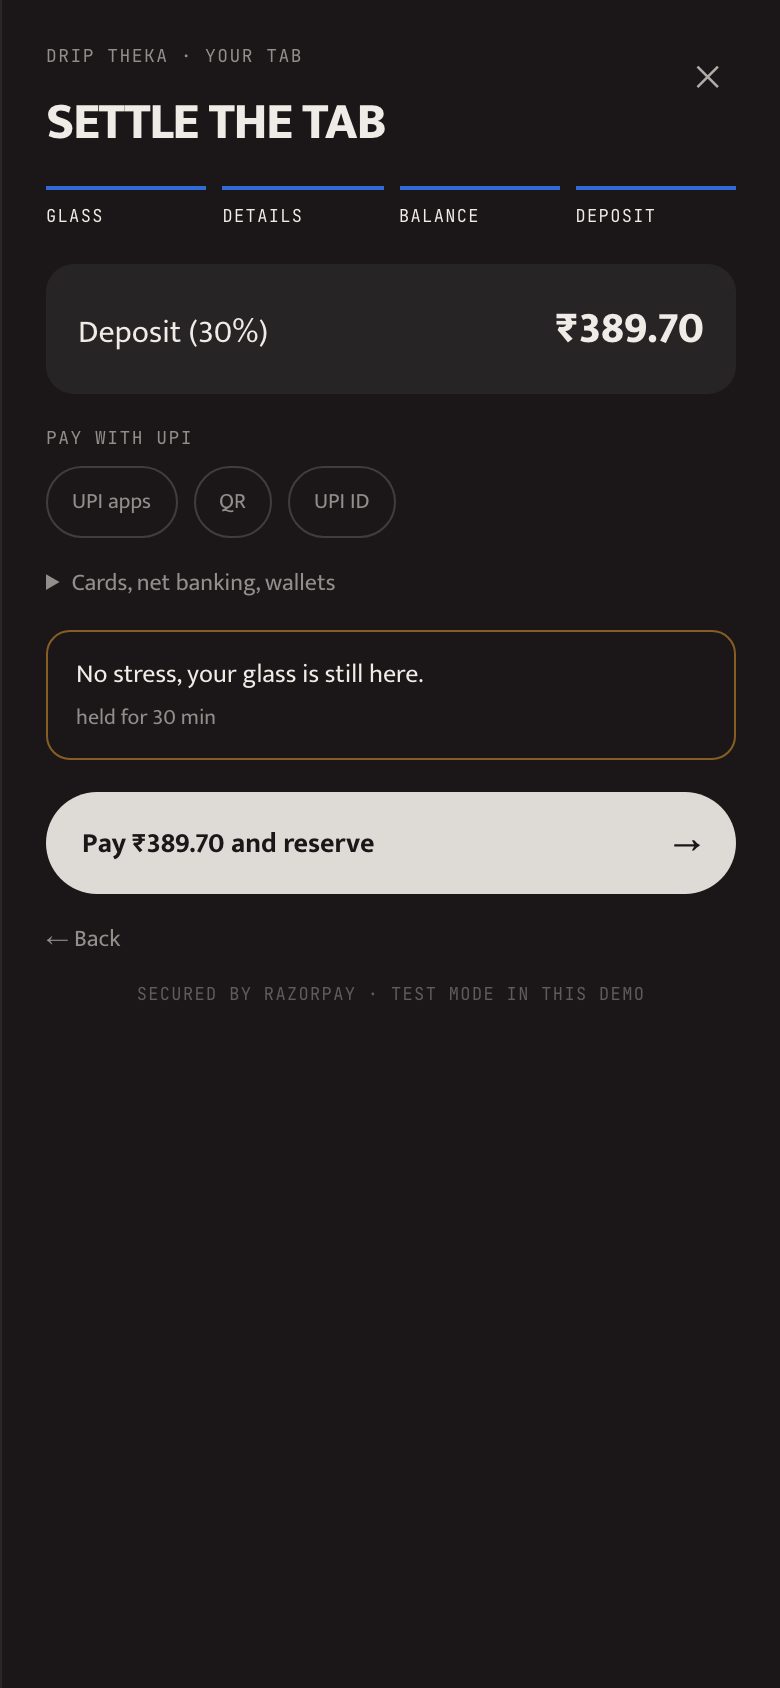 DRIP THEKA · YOUR TAB
SETTLE THE TAB
GLASS
DETAILS
BALANCE
DEPOSIT
Deposit (30%)
₹389.70
PAY WITH UPI
UPI apps
QR
UPI ID
▶ Cards, net banking, wallets
No stress, your glass is still here.
held for 30 min
Pay ₹389.70 and reserve →
← Back
SECURED BY RAZORPAY · TEST MODE IN THIS DEMO